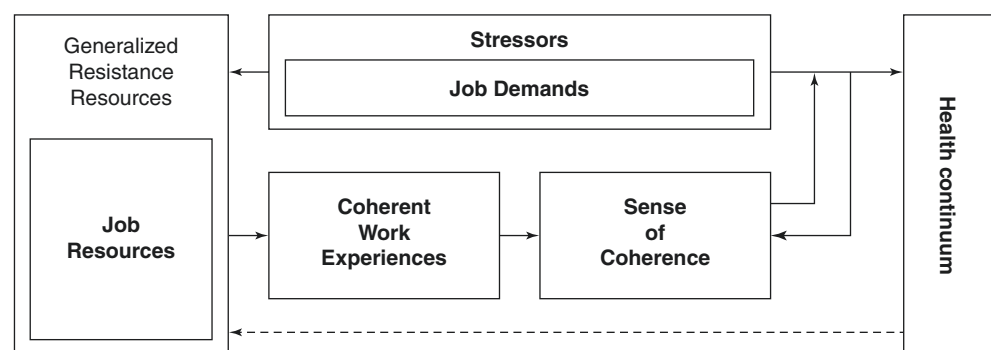 Generalized
Resistance
Resources
Stressors
Job Demands
Job
Resources
Coherent
Work
Experiences
Sense
of
Coherence
Health continuum